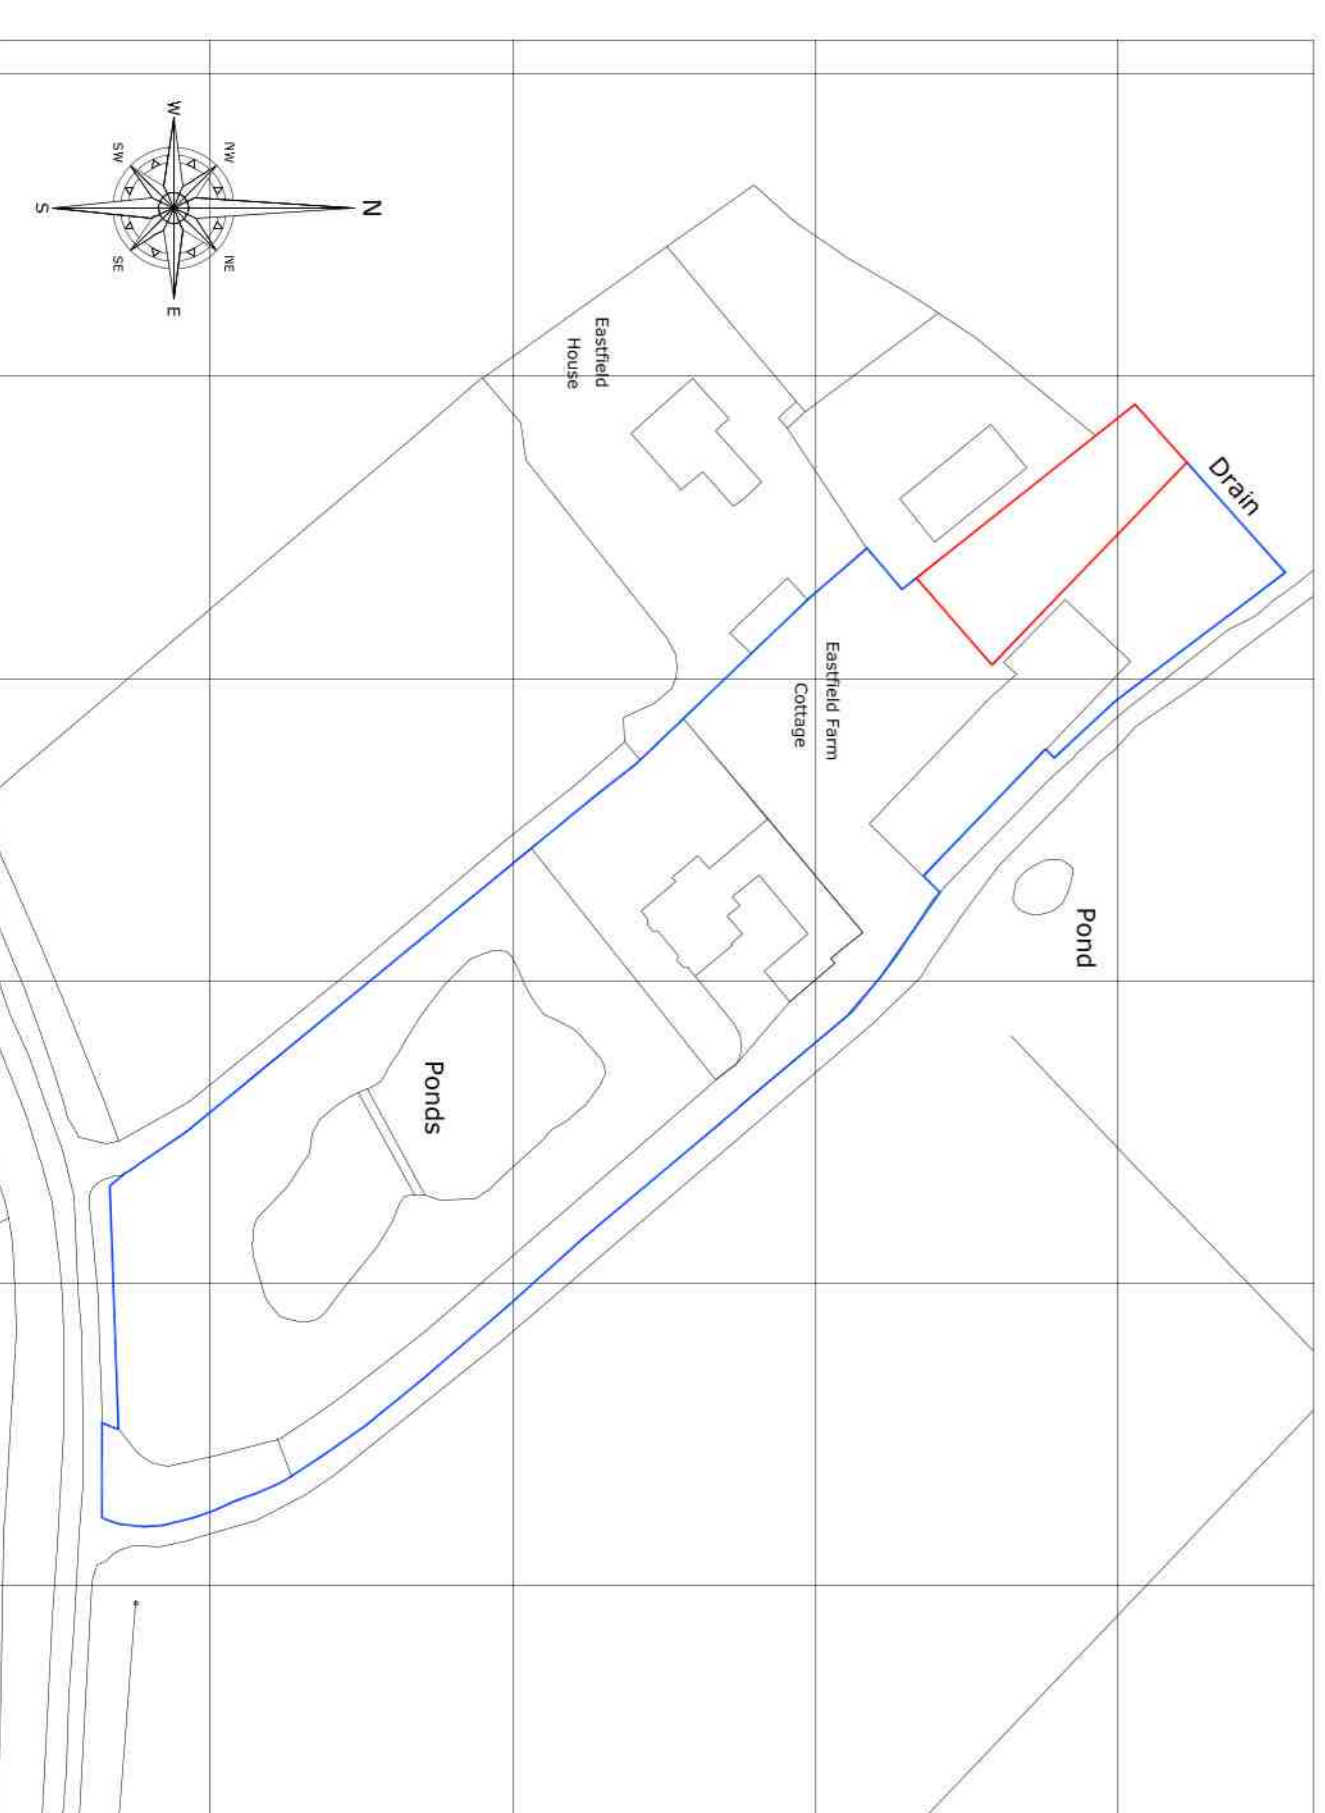 N
NW
NE
W
E
SW
SE
S
Drain
Pond
Eastfield Farm
Cottage
Eastfield
House
Ponds